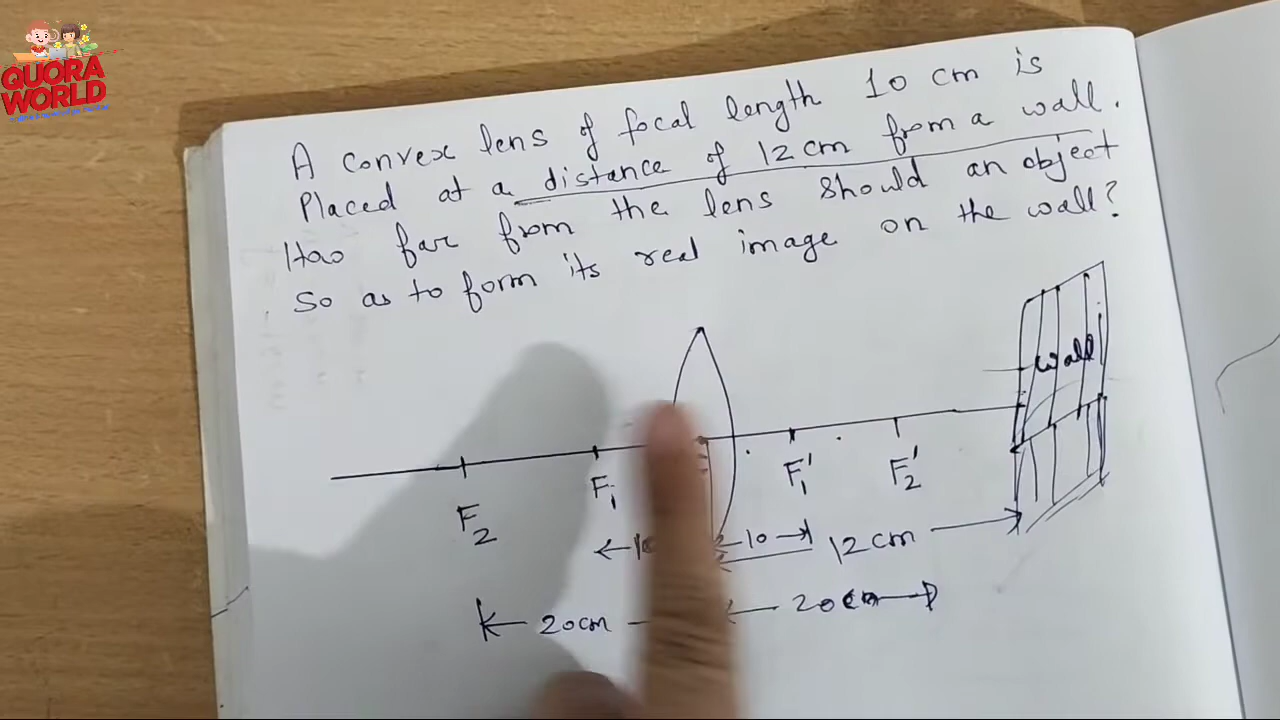 QUORA
WORLD
A convex lens of focal length 10 cm is
Placed at a distance of 12 cm from a wall.
How far from the lens should an object
So as to form its real image on the wall?
wall
F2 F1 F1' F2'
10 12 cm
20cm 20cm